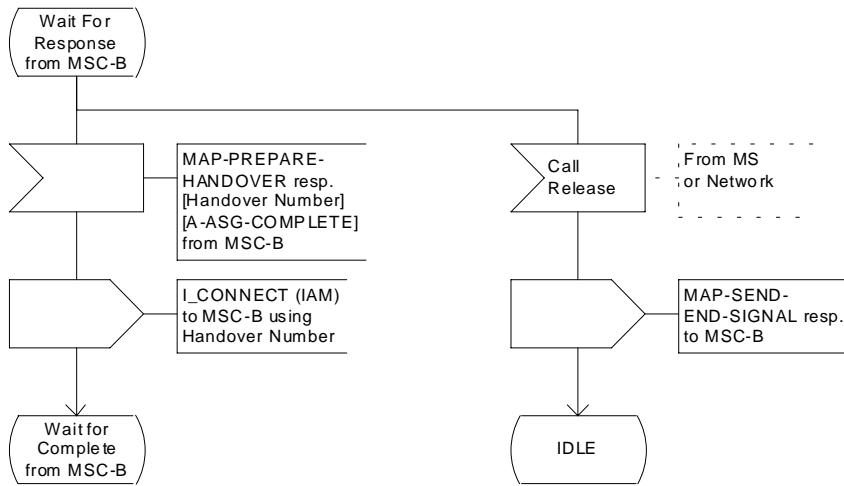 Wait For
Response
from MSC-B
MAP-PREPARE-
HANDOVER resp.
[Handover Number]
[A-ASG-COMPLETE]
from MSC-B
Call
Release
From MS
or Network
I_CONNECT (IAM)
to MSC-B using
Handover Number
MAP-SEND-
END-SIGNAL resp.
to MSC-B
Wait for
Complete
from MSC-B
IDLE